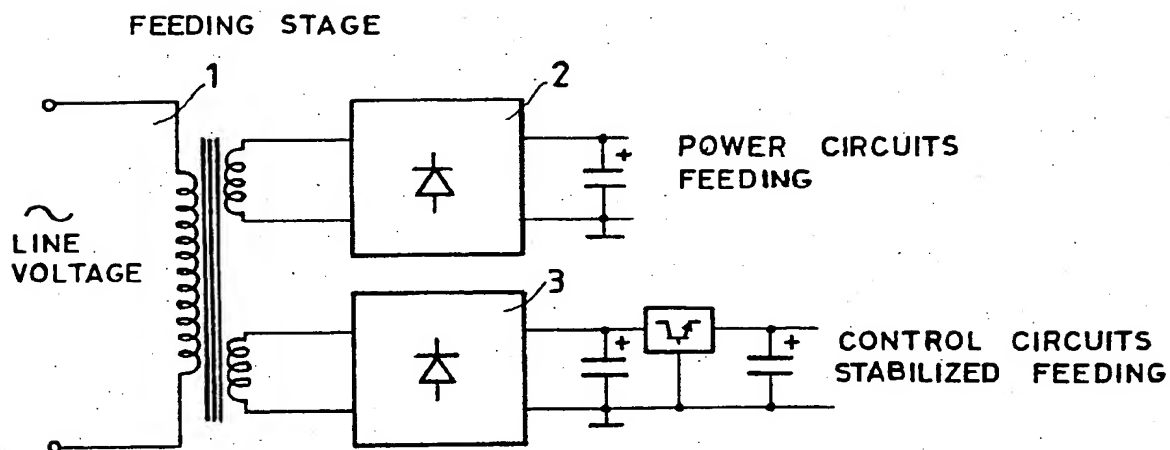 FEEDING STAGE
1
2
+
POWER CIRCUITS
FEEDING
~
LINE
VOLTAGE
3
+
+
CONTROL CIRCUITS
STABILIZED FEEDING